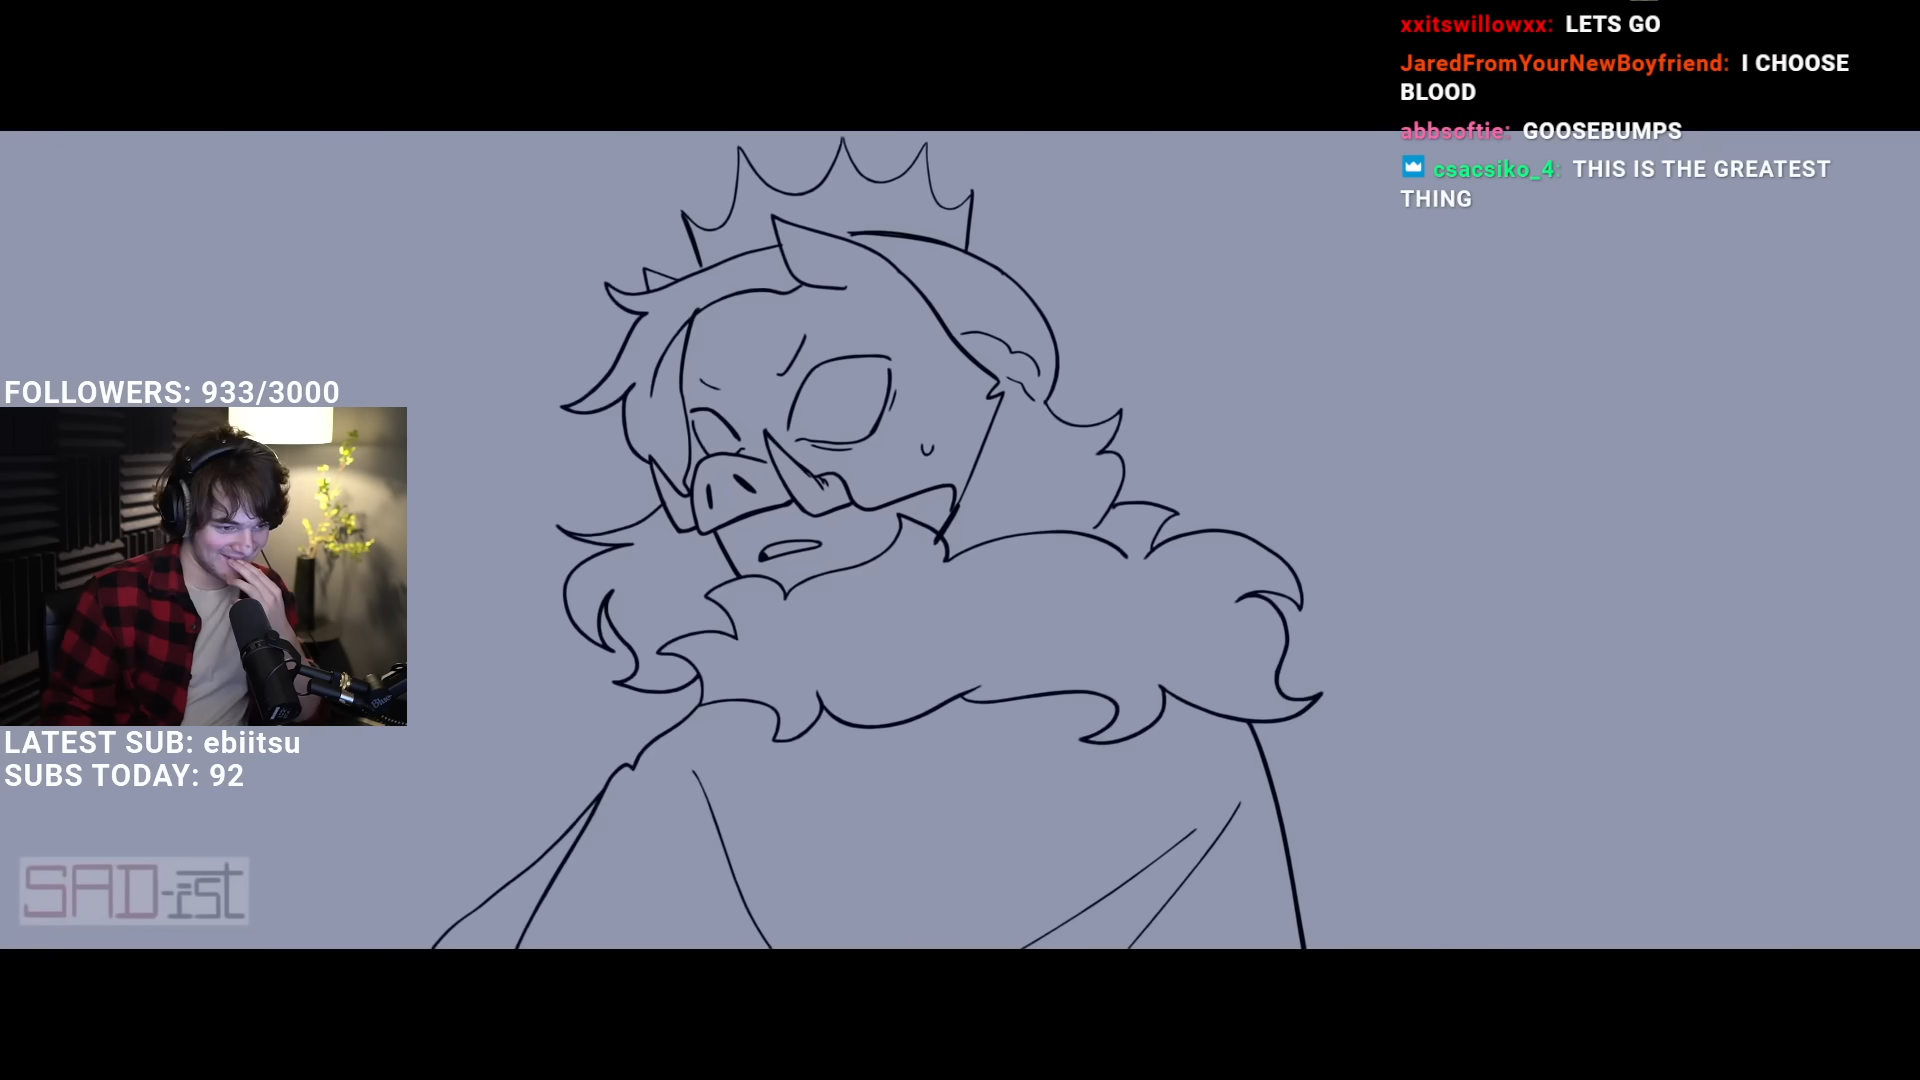 xxitswillowxx: LETS GO
JaredFromYourNewBoyfriend: I CHOOSE
BLOOD
abbsoftie: GOOSEBUMPS
csacsiko_4: THIS IS THE GREATEST
THING
FOLLOWERS: 933/3000
Blue
LATEST SUB: ebiitsu
SUBS TODAY: 92
SAD-ist